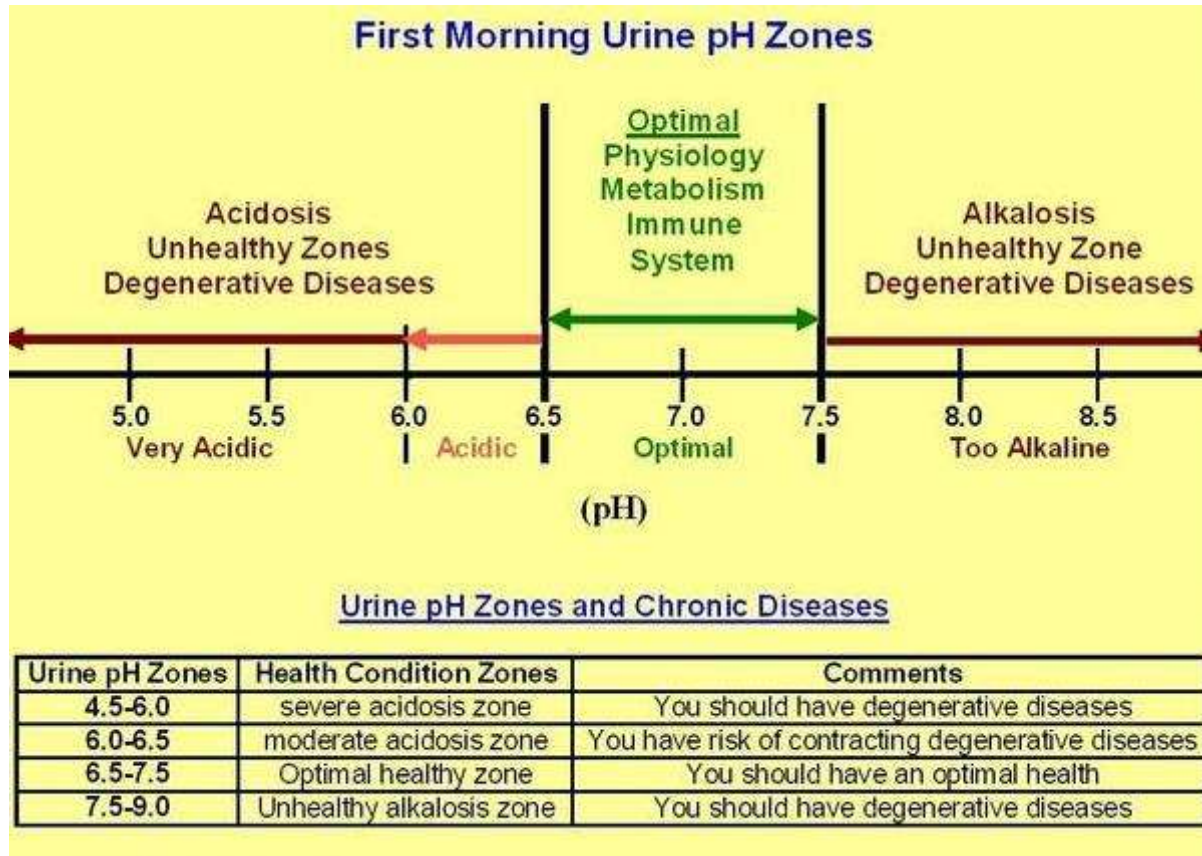 First Morning Urine pH Zones
Optimal
Physiology
Metabolism
Immune
System
Acidosis
Unhealthy Zones
Degenerative Diseases
Alkalosis
Unhealthy Zone
Degenerative Diseases
5.0 5.5 6.0 6.5 7.0 7.5 8.0 8.5
Very Acidic Acidic Optimal Too Alkaline
(pH)
Urine pH Zones and Chronic Diseases
Urine pH Zones Health Condition Zones Comments
4.5-6.0 severe acidosis zone You should have degenerative diseases
6.0-6.5 moderate acidosis zone You have risk of contracting degenerative diseases
6.5-7.5 Optimal healthy zone You should have an optimal health
7.5-9.0 Unhealthy alkalosis zone You should have degenerative diseases